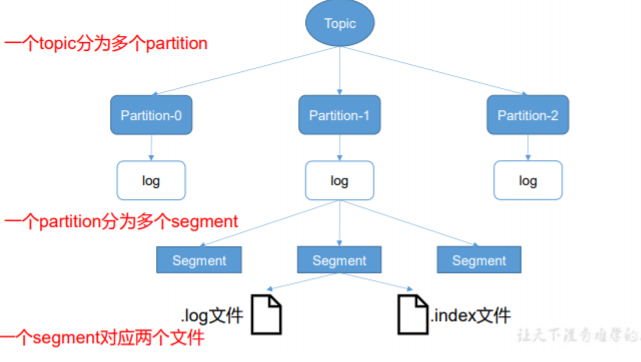 Topic
一个topic分为多个partition
Partition-0 Partition-1 Partition-2
log log log
一个partition分为多个segment
Segment Segment Segment
.log文件 .index文件
一个segment对应两个文件
让天下没有难学的